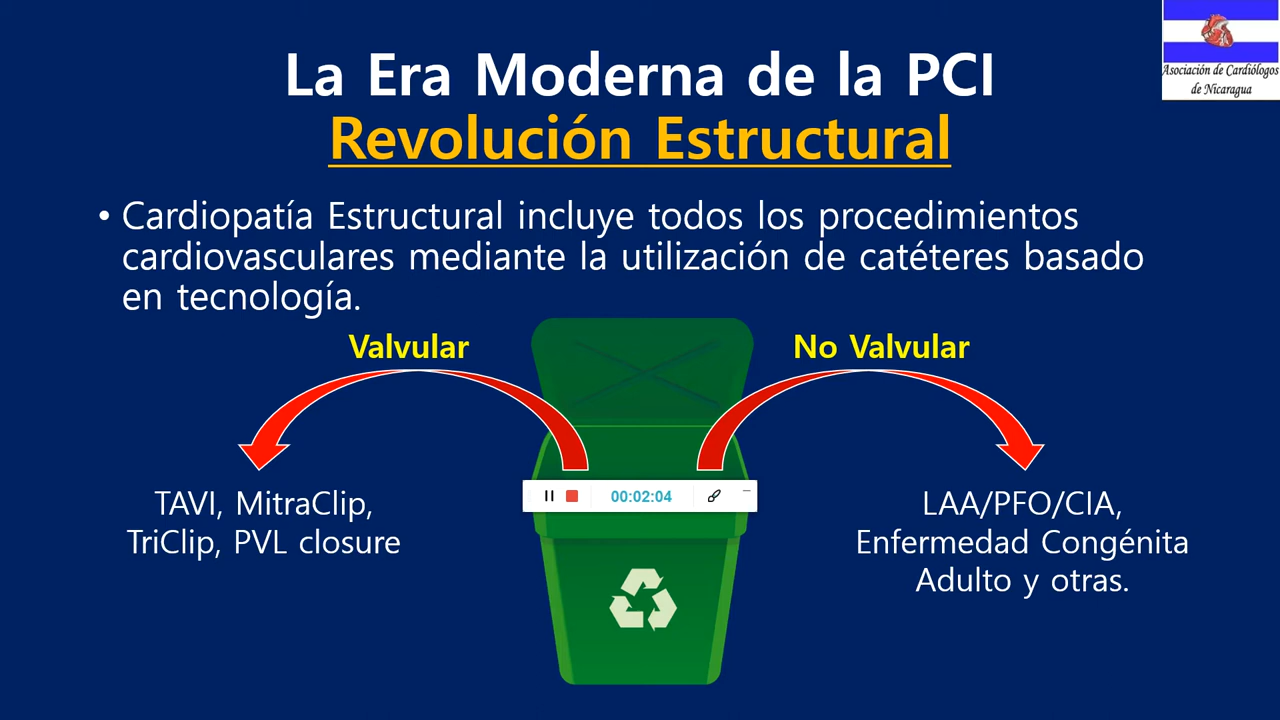 Asociación de Cardiólogos
de Nicaragua
La Era Moderna de la PCI
Revolución Estructural
• Cardiopatía Estructural incluye todos los procedimientos
cardiovasculares mediante la utilización de catéteres basado
en tecnología.
Valvular
No Valvular
00:02:04
TAVI, MitraClip,
TriClip, PVL closure
LAA/PFO/CIA,
Enfermedad Congénita
Adulto y otras.